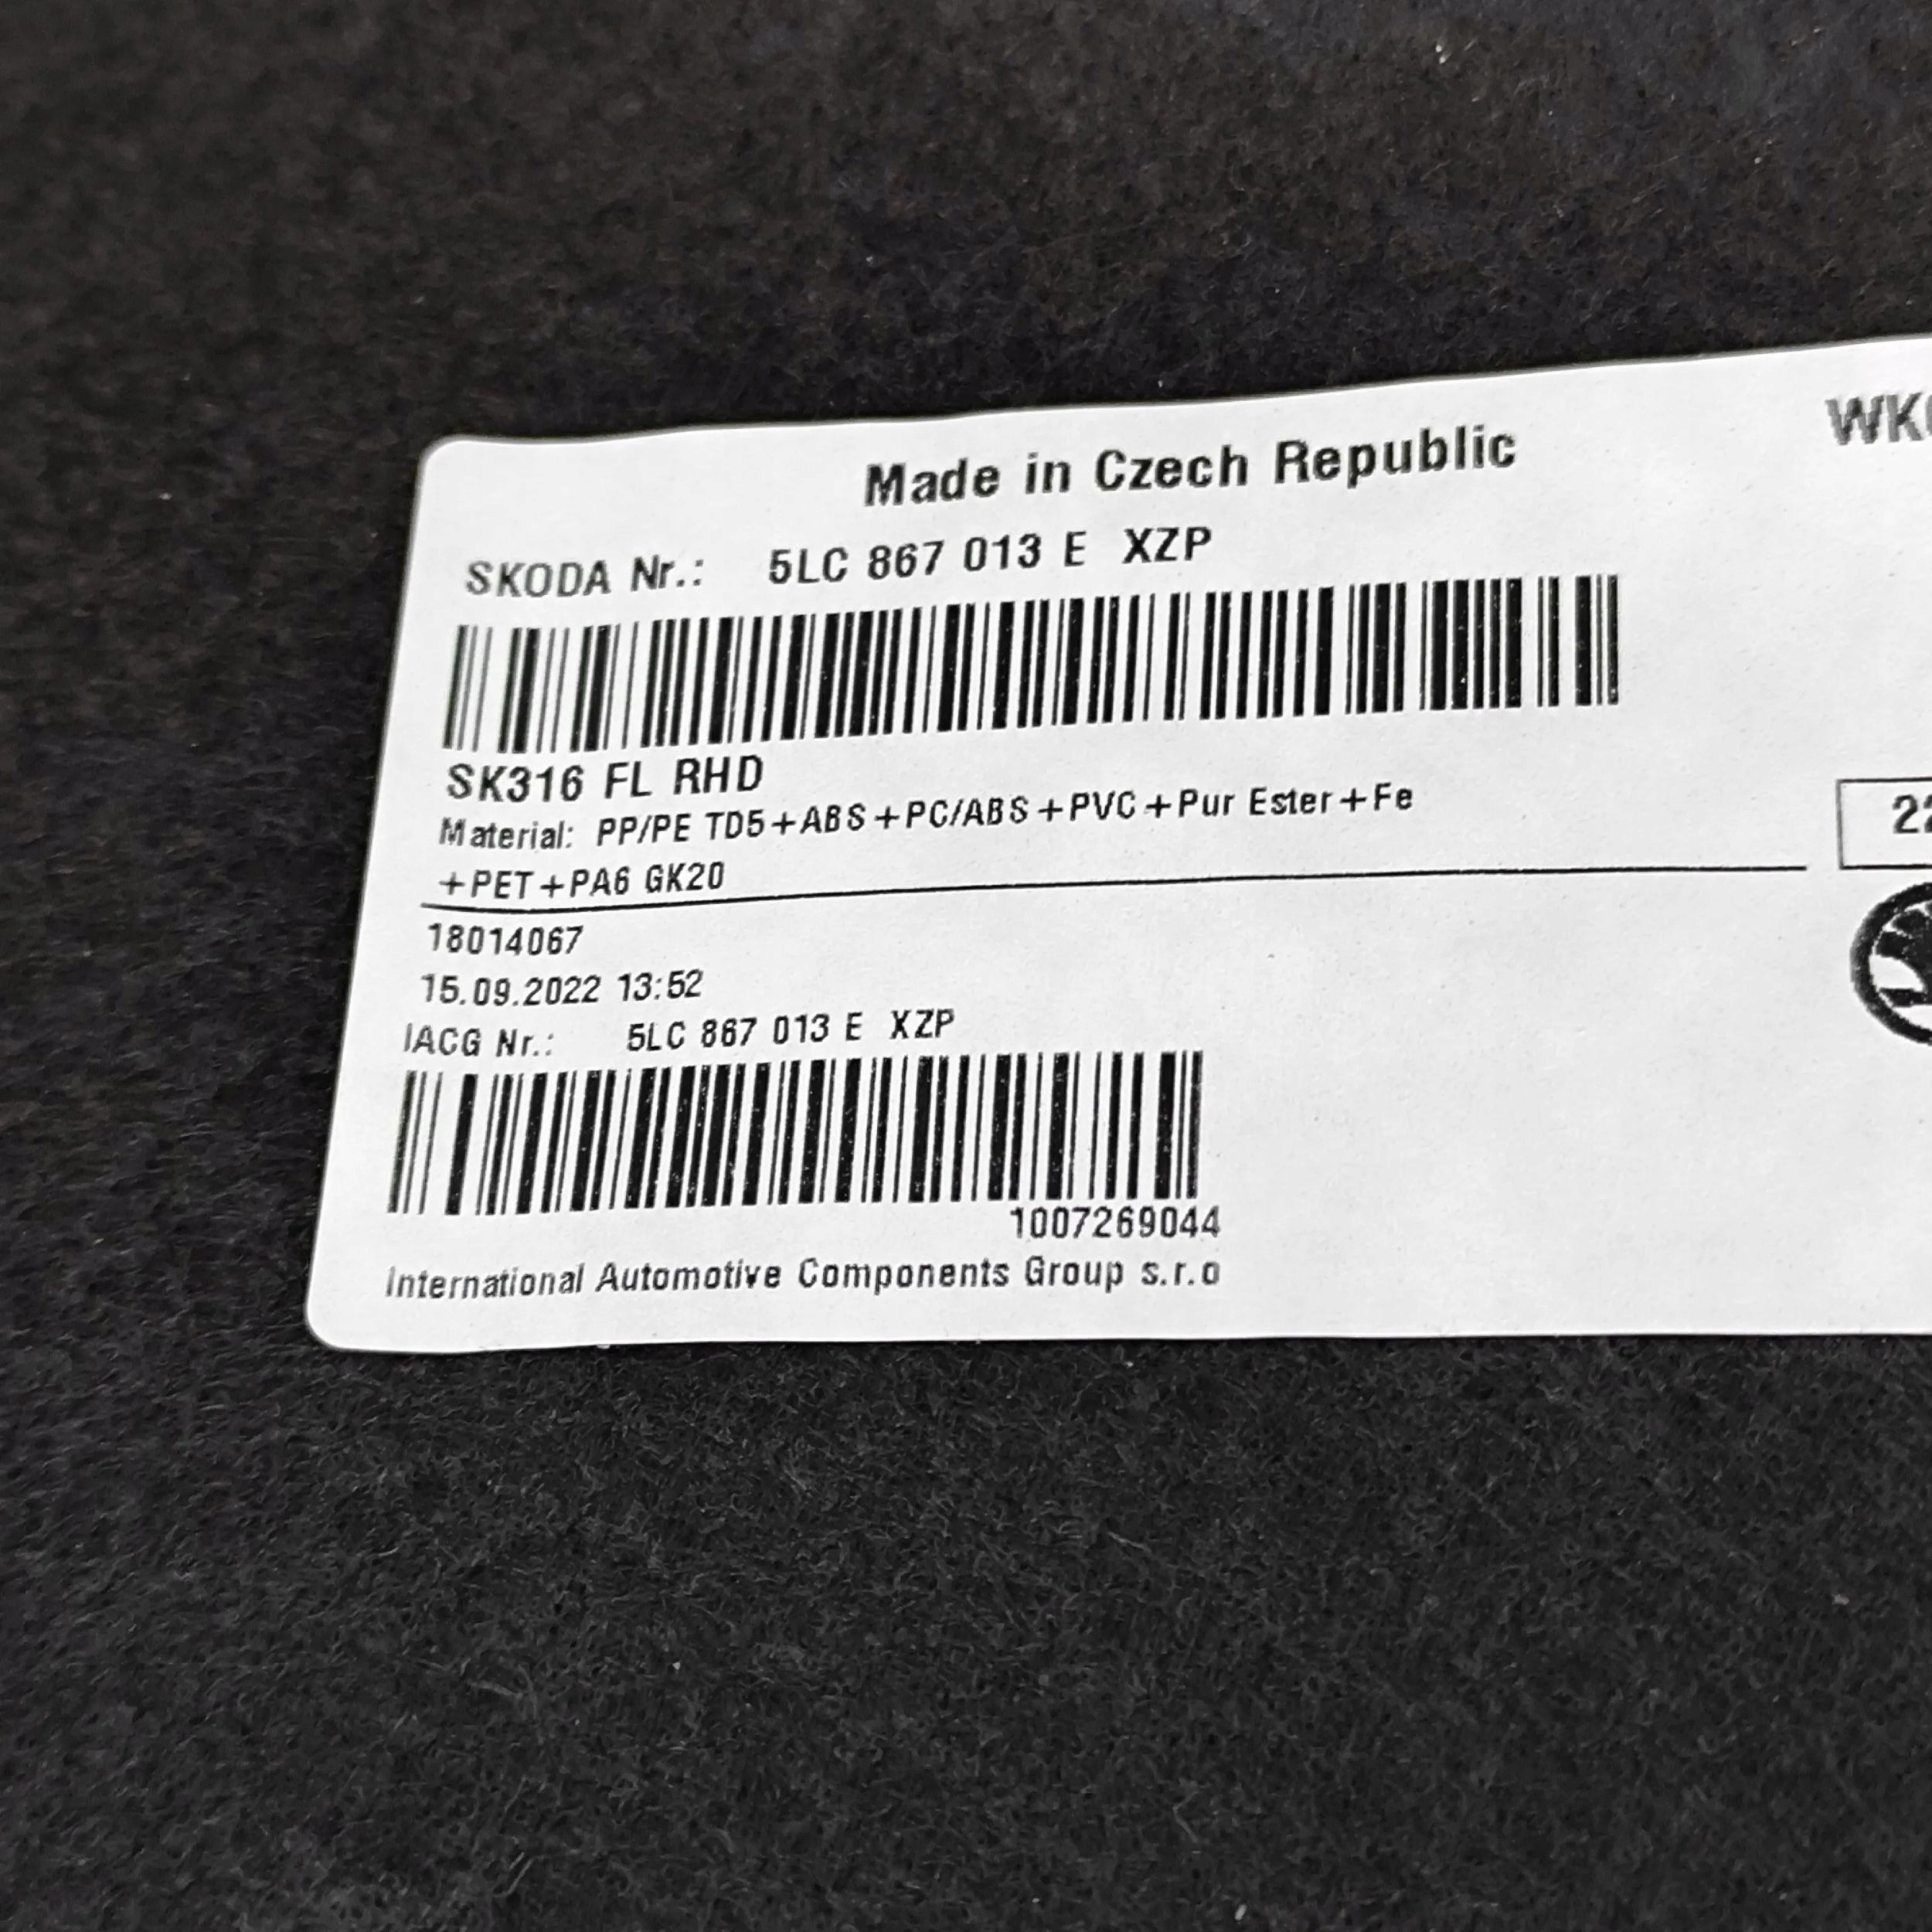 Made in Czech Republic
SKODA Nr.: 5LC 867 013 E XZP
SK316 FL RHD
Material: PP/PE TD5+ABS+PC/ABS+PVC+Pur Ester+Fe
+PET+PA6 GK20
18014067
15.09.2022 13:52
IACG Nr.: 5LC 867 013 E XZP
1007269044
International Automotive Components Group s.r.o